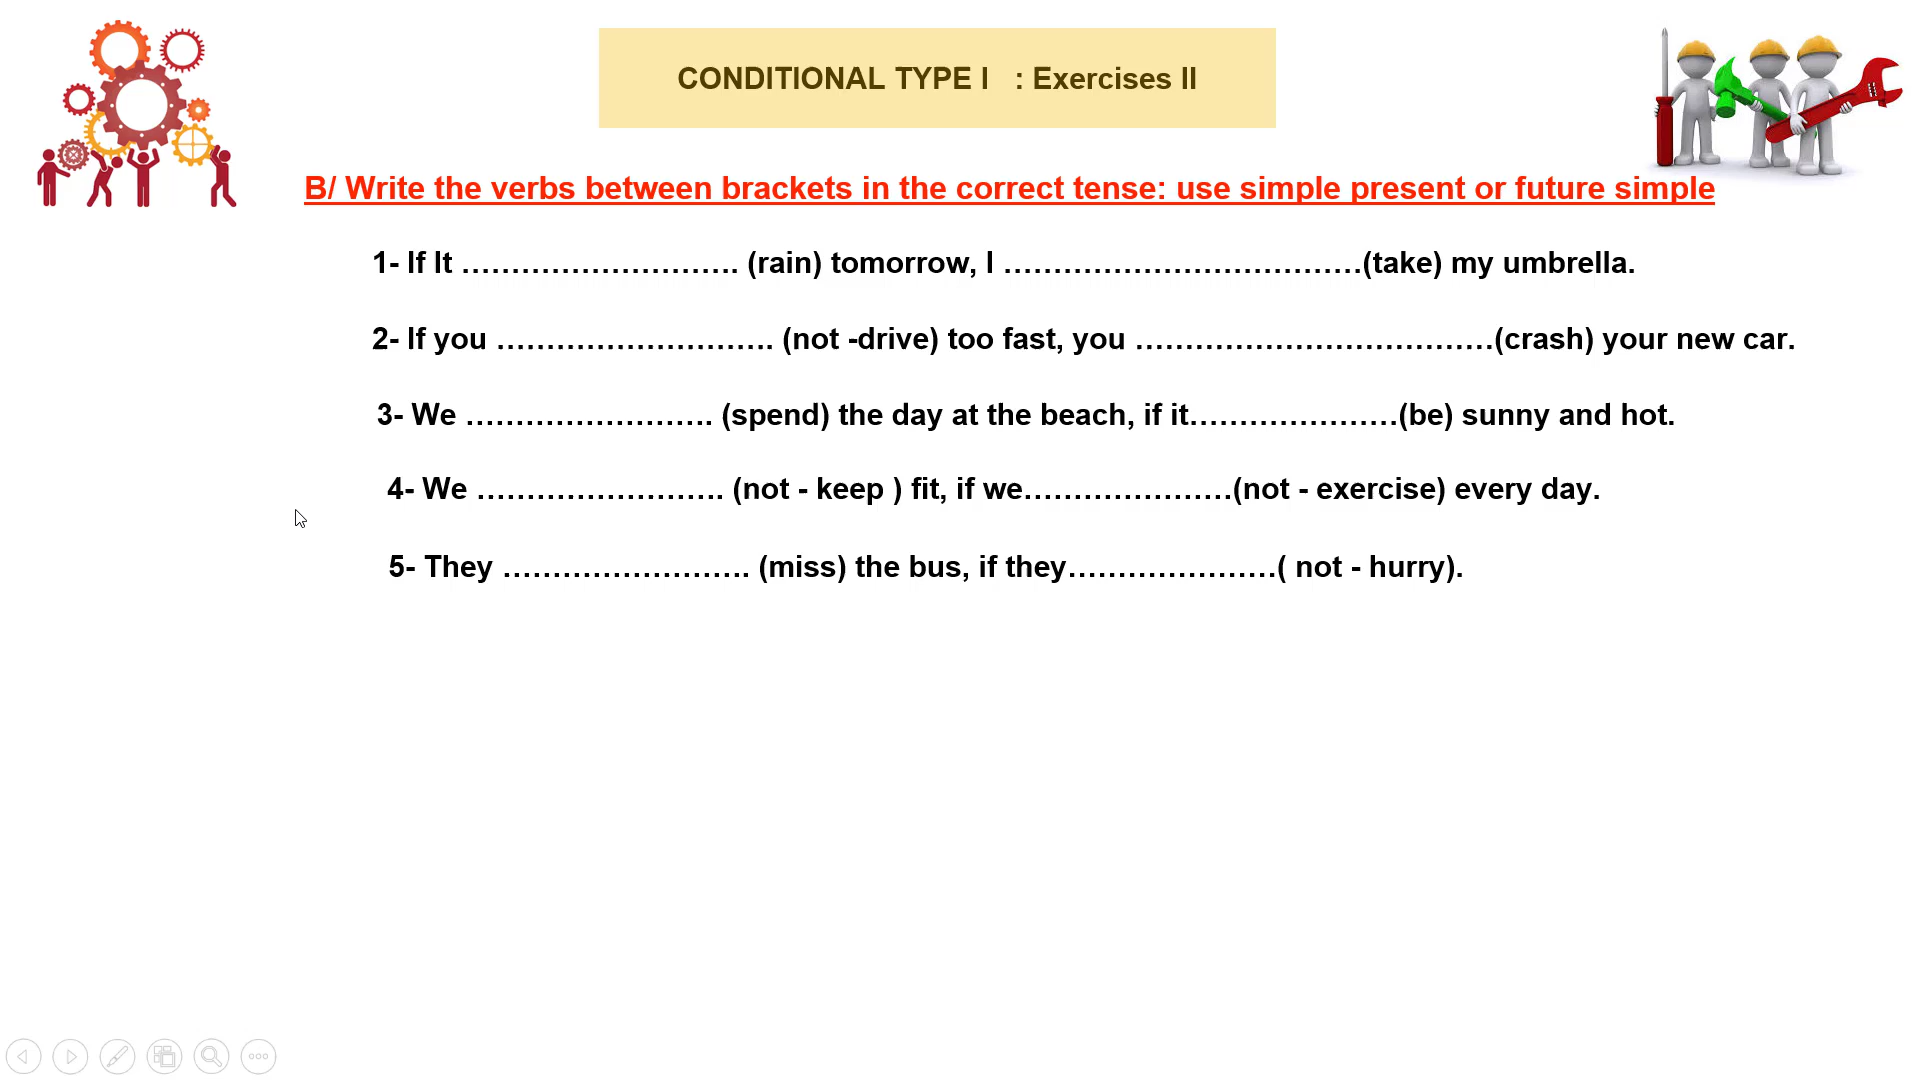 CONDITIONAL TYPE I : Exercises II
B/ Write the verbs between brackets in the correct tense: use simple present or future simple
1- If It ………………………. (rain) tomorrow, I ………………………………(take) my umbrella.
2- If you ………………………. (not -drive) too fast, you ………………………………(crash) your new car.
3- We ……………………. (spend) the day at the beach, if it…………………(be) sunny and hot.
4- We ……………………. (not - keep ) fit, if we…………………(not - exercise) every day.
5- They ……………………. (miss) the bus, if they…………………( not - hurry).